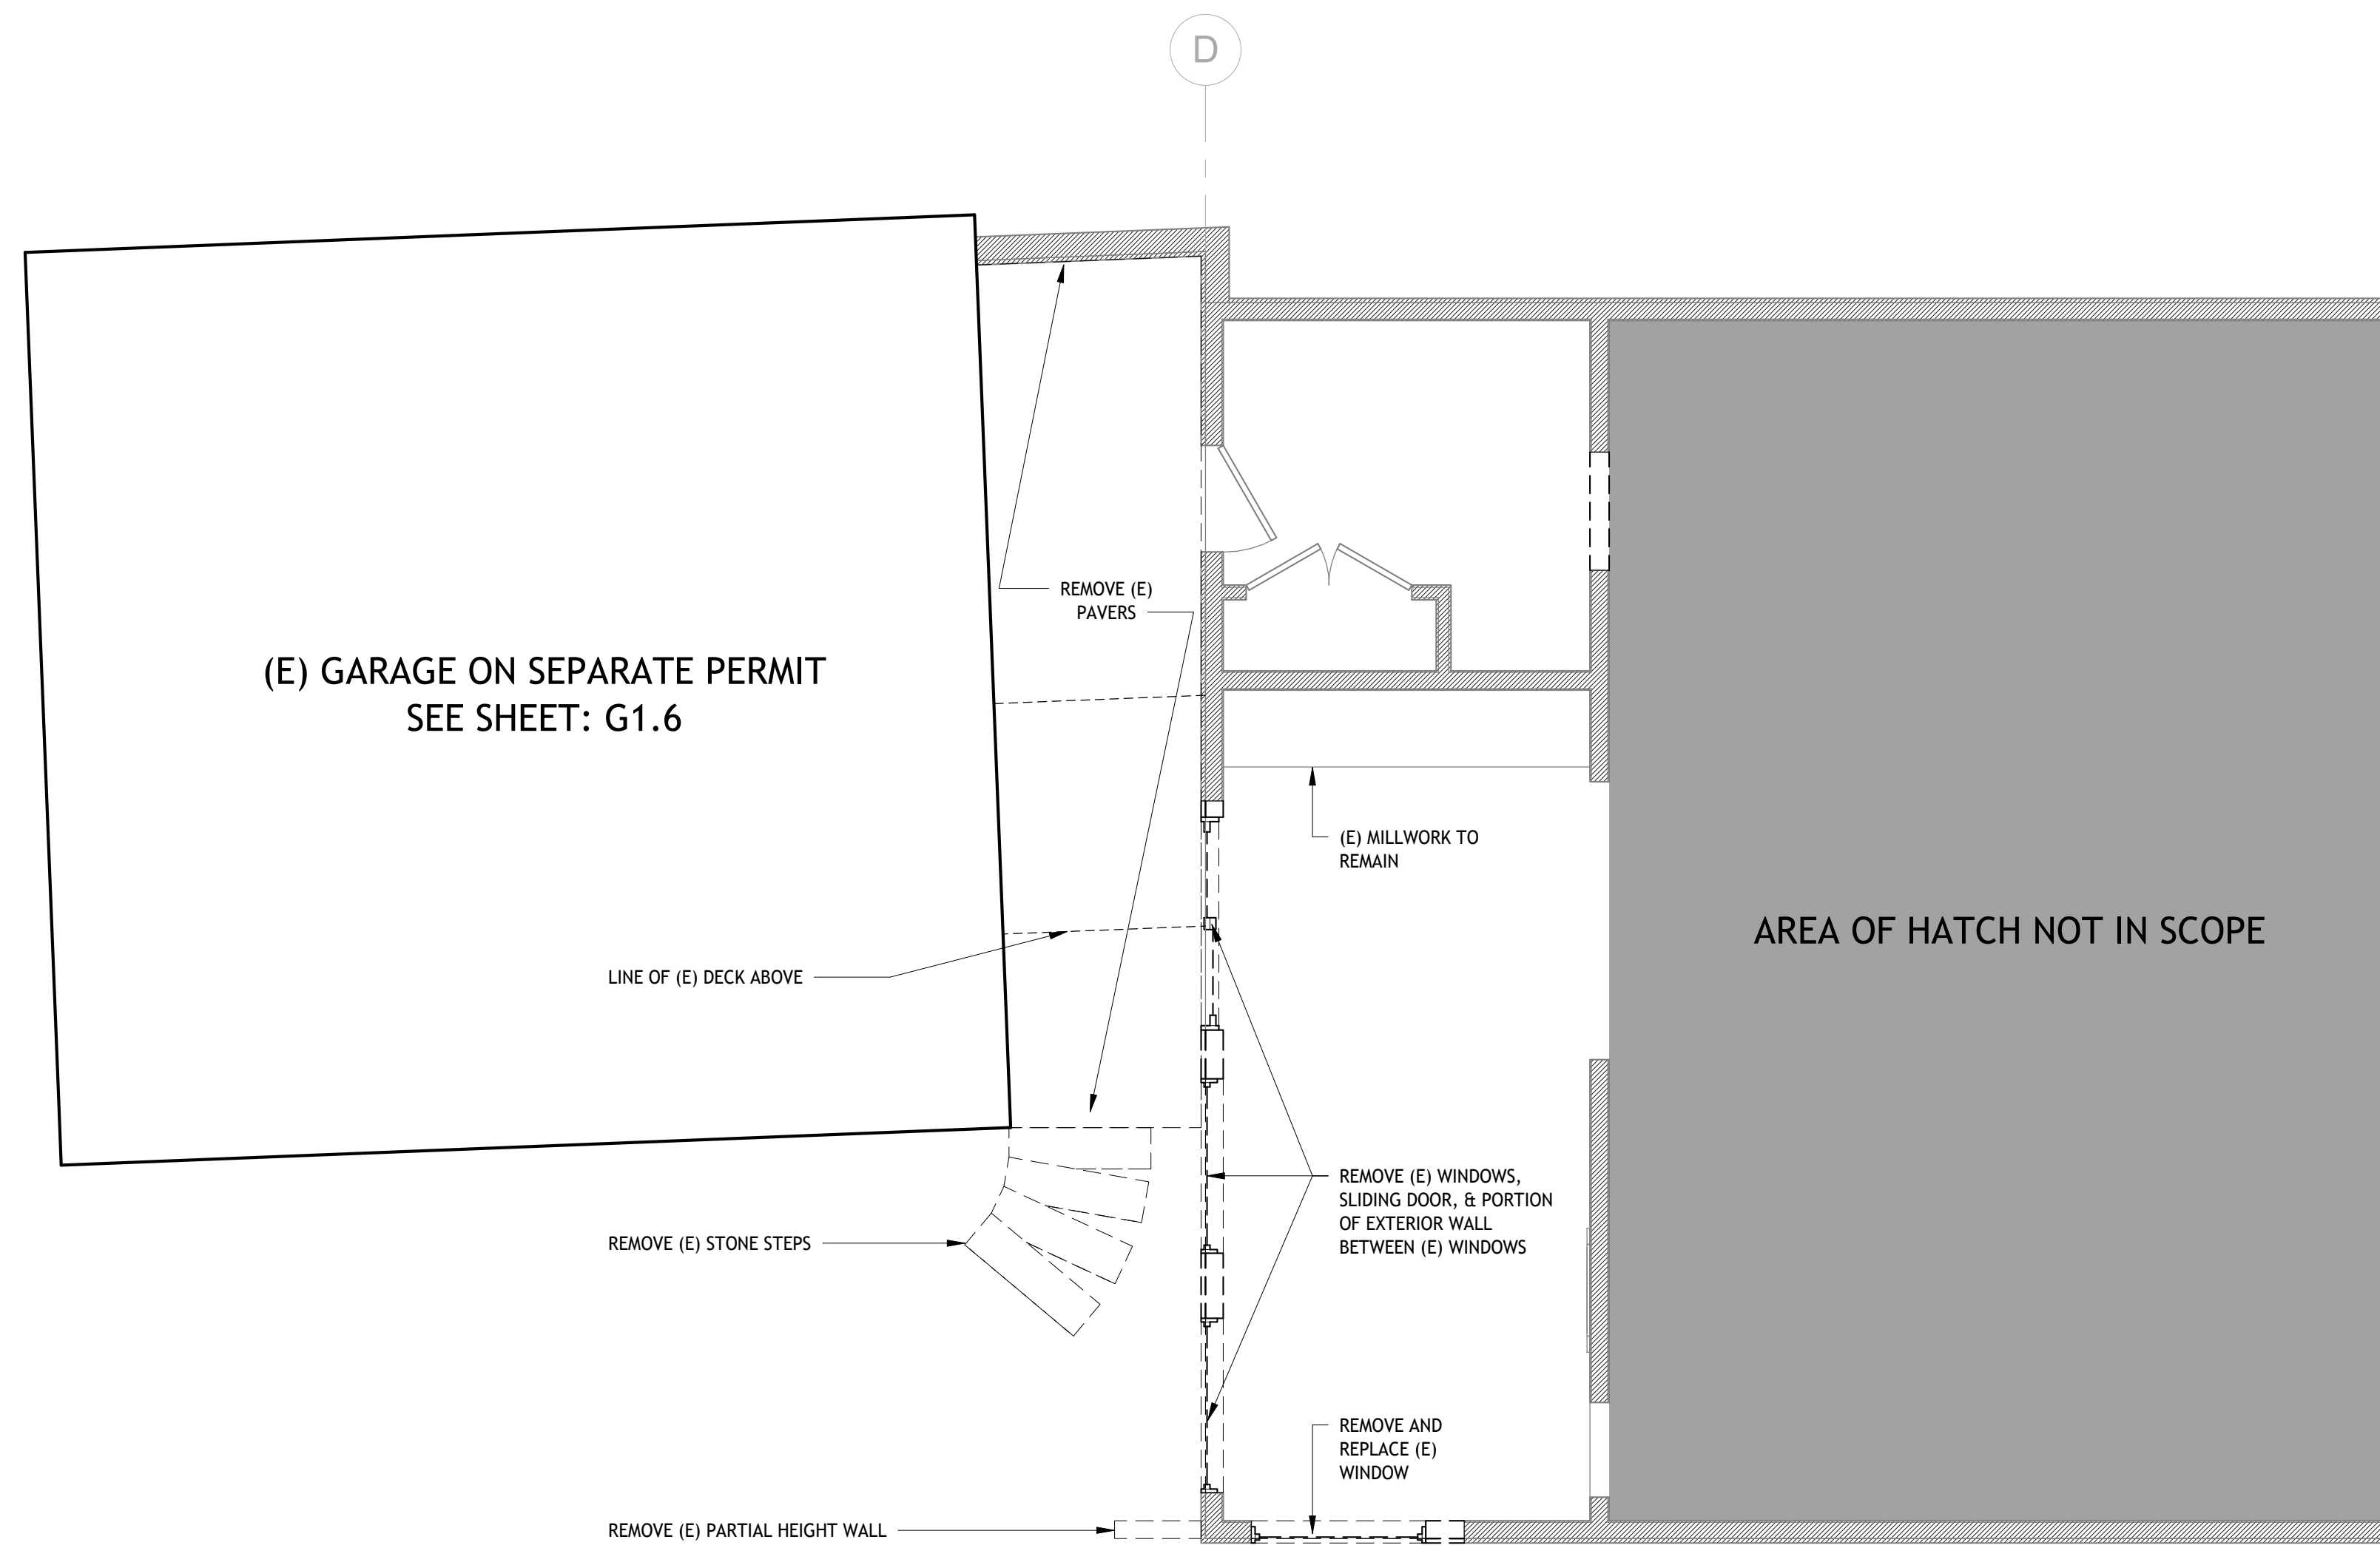 D
REMOVE (E)
PAVERS
(E) GARAGE ON SEPARATE PERMIT
SEE SHEET: G1.6
(E) MILLWORK TO
REMAIN
AREA OF HATCH NOT IN SCOPE
LINE OF (E) DECK ABOVE
REMOVE (E) WINDOWS,
SLIDING DOOR, & PORTION
OF EXTERIOR WALL
BETWEEN (E) WINDOWS
REMOVE (E) STONE STEPS
REMOVE AND
REPLACE (E)
WINDOW
REMOVE (E) PARTIAL HEIGHT WALL